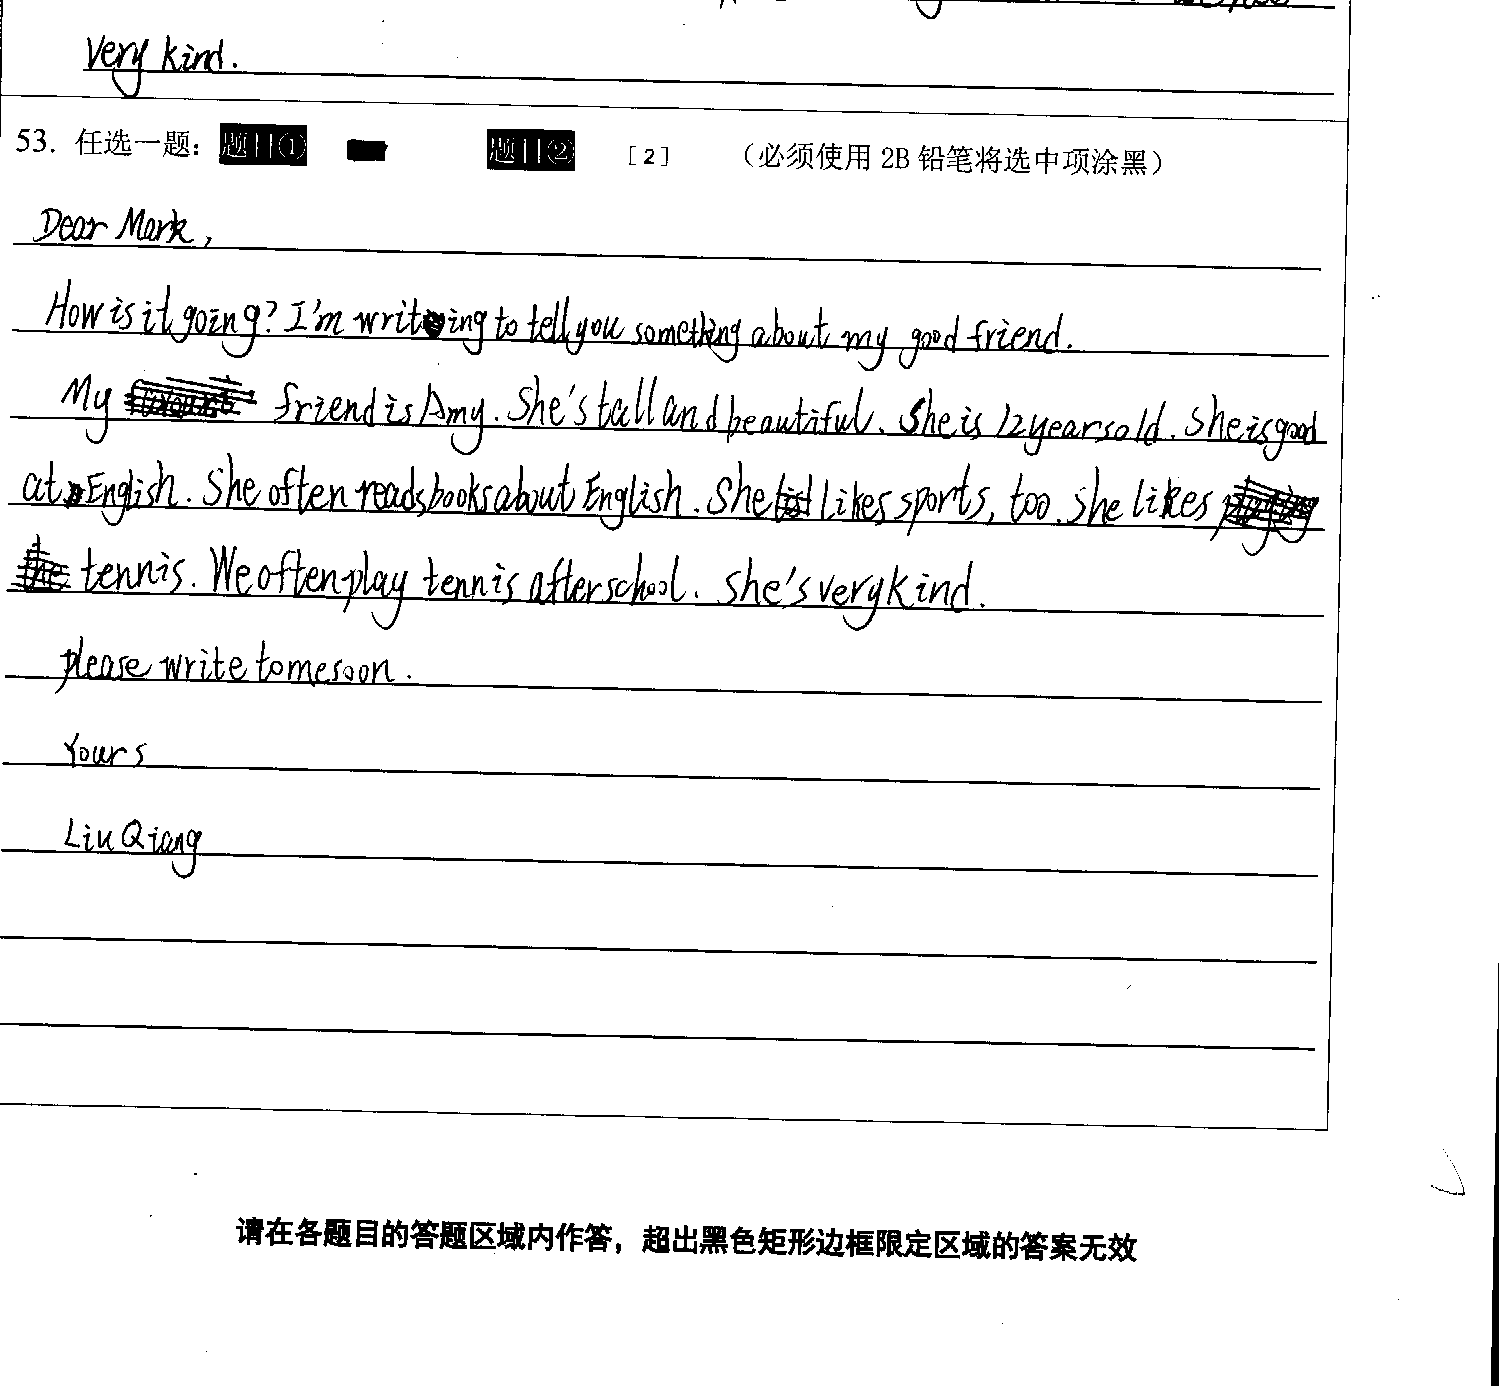 very kind.
53. 任选一题: 题目① 题目② [2] (必须使用 2B 铅笔将选中项涂黑)
Dear Mark,
How is it going? I'm writing to tell you something about my good friend.
My friend is Amy. She's tall and beautiful. She is 12 years old. She is good
at English. She often reads books about English. She likes sports, too. She likes
tennis. We often play tennis after school. She's very kind.
please write to me soon.
Yours
Liu Qiang
请在各题目的答题区域内作答，超出黑色矩形边框限定区域的答案无效